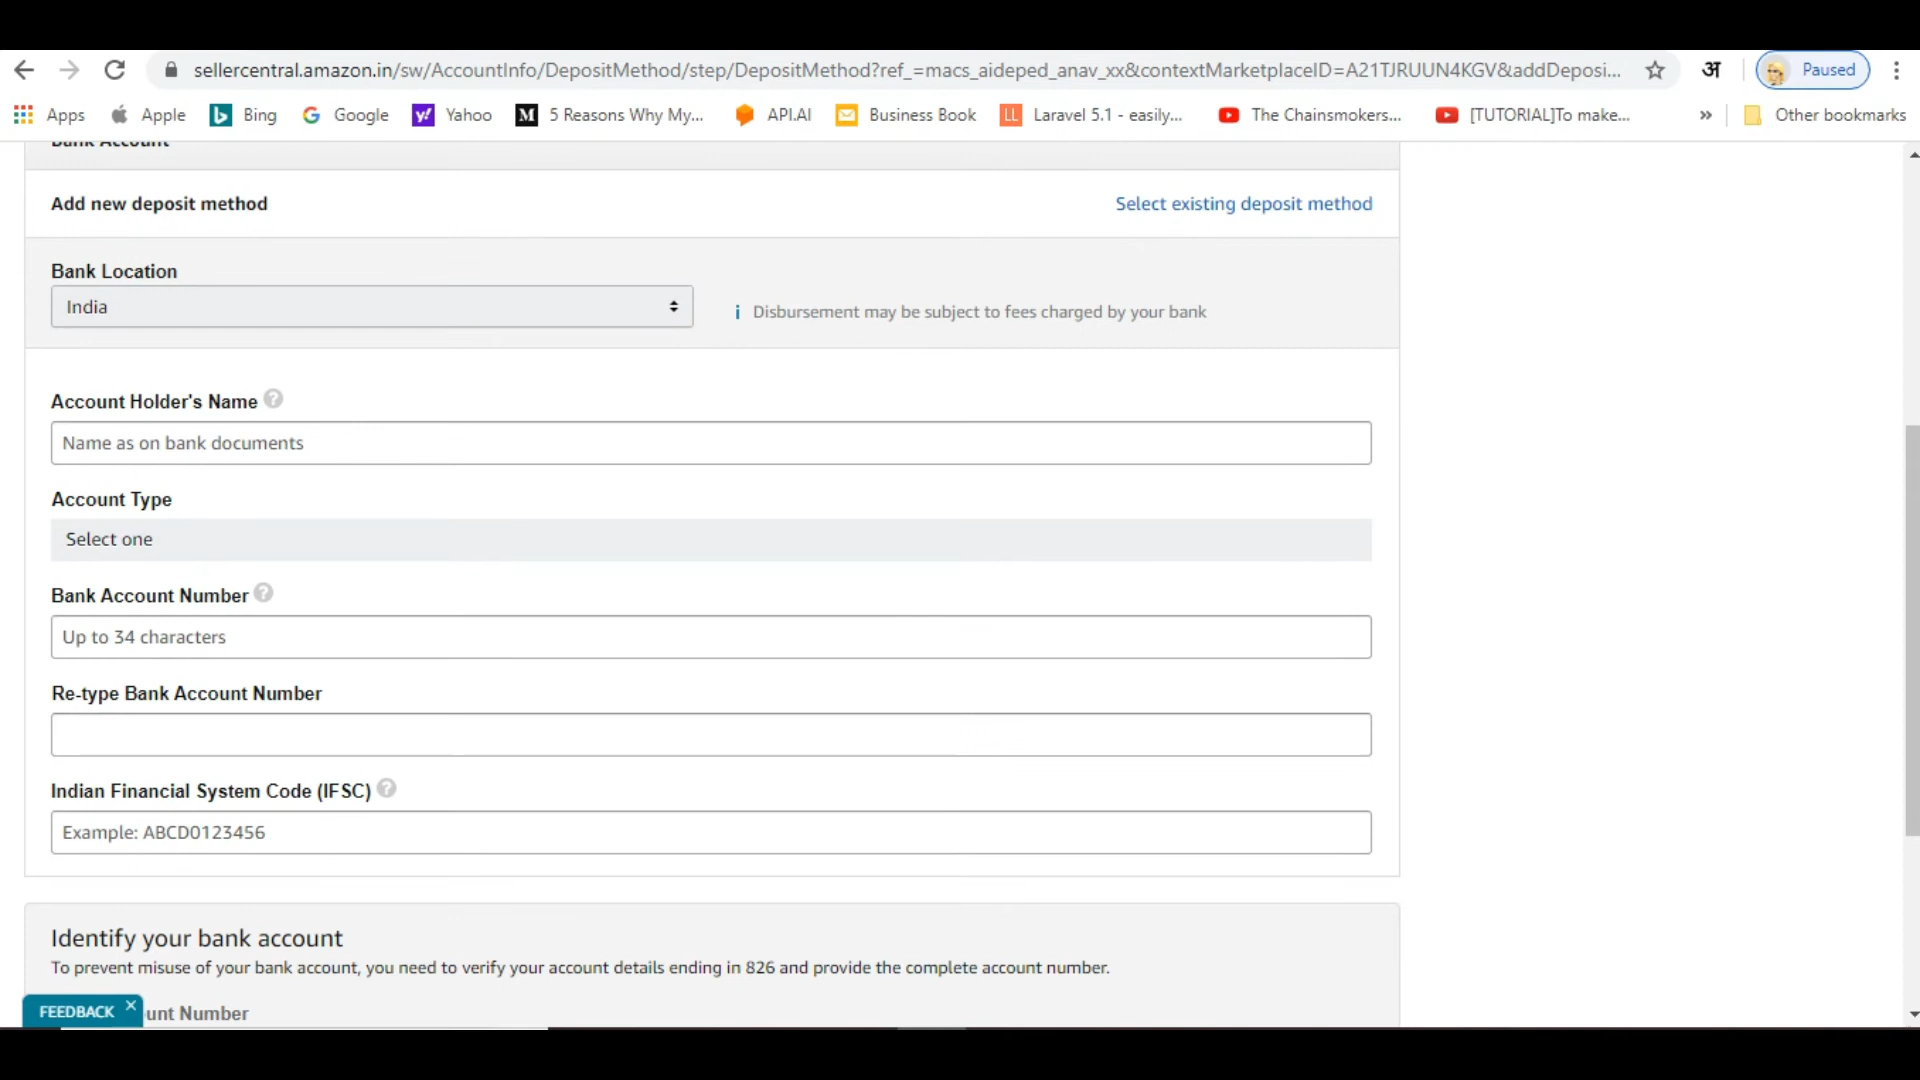 sellercentral.amazon.in/sw/AccountInfo/DepositMethod/step/DepositMethod?ref_=macs_aideped_anav_xx&contextMarketplaceID=A21TJRUUN4KGV&addDeposi... अ Paused
Apps Apple Bing Google Yahoo 5 Reasons Why My... API.AI Business Book LL Laravel 5.1 - easily... The Chainsmokers... [TUTORIAL]To make... » Other bookmarks
Bank Account
Add new deposit method Select existing deposit method
Bank Location
India
i Disbursement may be subject to fees charged by your bank
Account Holder's Name ?
Name as on bank documents
Account Type
Select one
Bank Account Number ?
Up to 34 characters
Re-type Bank Account Number
Indian Financial System Code (IFSC) ?
Example: ABCD0123456
Identify your bank account
To prevent misuse of your bank account, you need to verify your account details ending in 826 and provide the complete account number.
FEEDBACK × unt Number